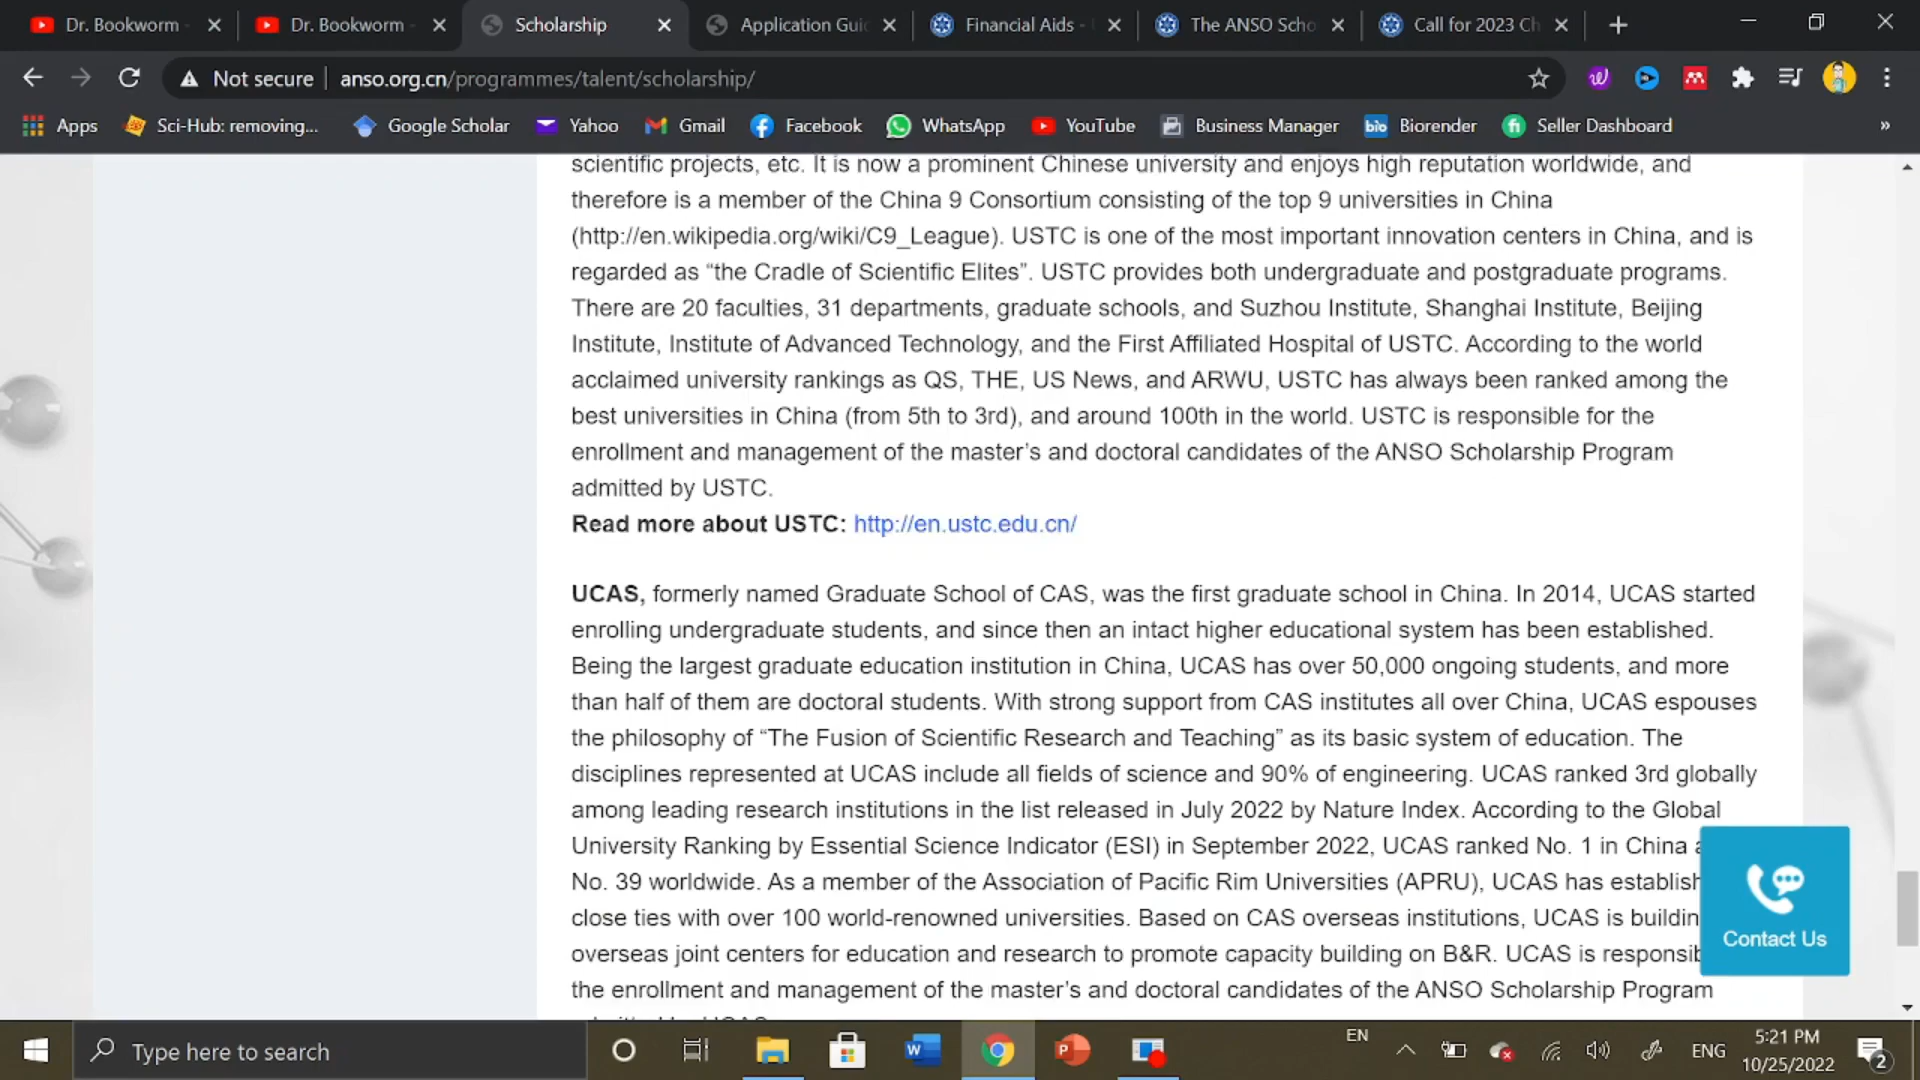 Dr. Bookworm -
Dr. Bookworm -
Scholarship
Application Gui
Financial Aids -
The ANSO Scho
Call for 2023 Ch
Not secure
anso.org.cn/programmes/talent/scholarship/
Apps
Sci-Hub: removing...
Google Scholar
Yahoo
Gmail
Facebook
WhatsApp
YouTube
Business Manager
bio
Biorender
fi
Seller Dashboard
»
scientific projects, etc. It is now a prominent Chinese university and enjoys high reputation worldwide, and
therefore is a member of the China 9 Consortium consisting of the top 9 universities in China
(http://en.wikipedia.org/wiki/C9_League). USTC is one of the most important innovation centers in China, and is
regarded as “the Cradle of Scientific Elites”. USTC provides both undergraduate and postgraduate programs.
There are 20 faculties, 31 departments, graduate schools, and Suzhou Institute, Shanghai Institute, Beijing
Institute, Institute of Advanced Technology, and the First Affiliated Hospital of USTC. According to the world
acclaimed university rankings as QS, THE, US News, and ARWU, USTC has always been ranked among the
best universities in China (from 5th to 3rd), and around 100th in the world. USTC is responsible for the
enrollment and management of the master’s and doctoral candidates of the ANSO Scholarship Program
admitted by USTC.
Read more about USTC: http://en.ustc.edu.cn/
UCAS, formerly named Graduate School of CAS, was the first graduate school in China. In 2014, UCAS started
enrolling undergraduate students, and since then an intact higher educational system has been established.
Being the largest graduate education institution in China, UCAS has over 50,000 ongoing students, and more
than half of them are doctoral students. With strong support from CAS institutes all over China, UCAS espouses
the philosophy of “The Fusion of Scientific Research and Teaching” as its basic system of education. The
disciplines represented at UCAS include all fields of science and 90% of engineering. UCAS ranked 3rd globally
among leading research institutions in the list released in July 2022 by Nature Index. According to the Global
University Ranking by Essential Science Indicator (ESI) in September 2022, UCAS ranked No. 1 in China
No. 39 worldwide. As a member of the Association of Pacific Rim Universities (APRU), UCAS has establish
close ties with over 100 world-renowned universities. Based on CAS overseas institutions, UCAS is buildin
overseas joint centers for education and research to promote capacity building on B&R. UCAS is responsib
the enrollment and management of the master’s and doctoral candidates of the ANSO Scholarship Program
Contact Us
Type here to search
EN
ENG
5:21 PM
10/25/2022
2